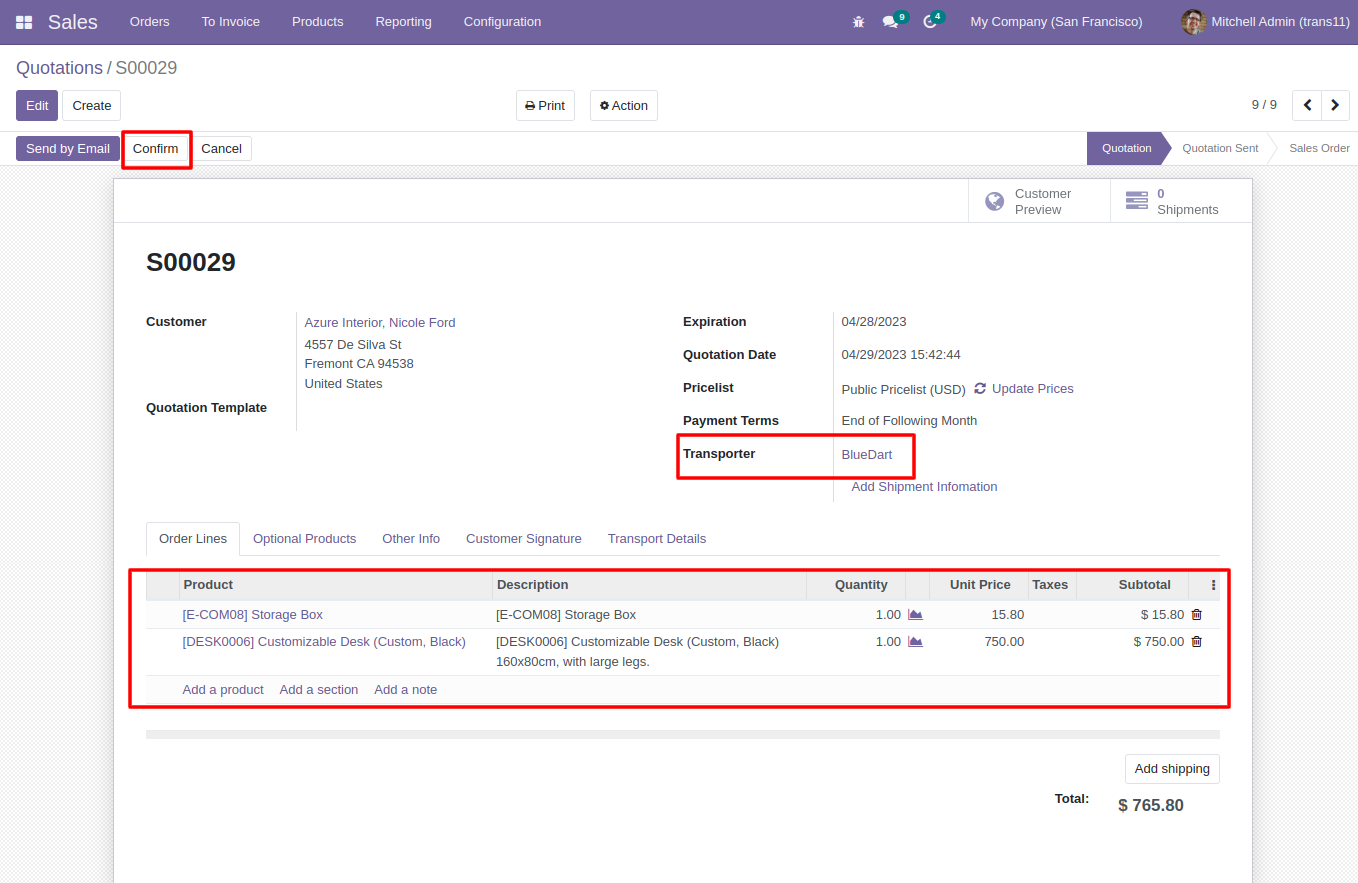 Sales Orders To Invoice Products Reporting Configuration 9 4 My Company (San Francisco) Mitchell Admin (trans11)
Quotations / S00029
Edit Create Print Action 9 / 9
Send by Email Confirm Cancel Quotation Quotation Sent Sales Order
Customer Preview
0 Shipments
S00029
Customer Azure Interior, Nicole Ford
4557 De Silva St
Fremont CA 94538
United States
Quotation Template
Expiration 04/28/2023
Quotation Date 04/29/2023 15:42:44
Pricelist Public Pricelist (USD) Update Prices
Payment Terms End of Following Month
Transporter BlueDart
Add Shipment Infomation
Order Lines Optional Products Other Info Customer Signature Transport Details
Product Description Quantity Unit Price Taxes Subtotal
[E-COM08] Storage Box [E-COM08] Storage Box 1.00 15.80 $ 15.80
[DESK0006] Customizable Desk (Custom, Black) [DESK0006] Customizable Desk (Custom, Black) 1.00 750.00 $ 750.00
160x80cm, with large legs.
Add a product Add a section Add a note
Add shipping
Total: $ 765.80